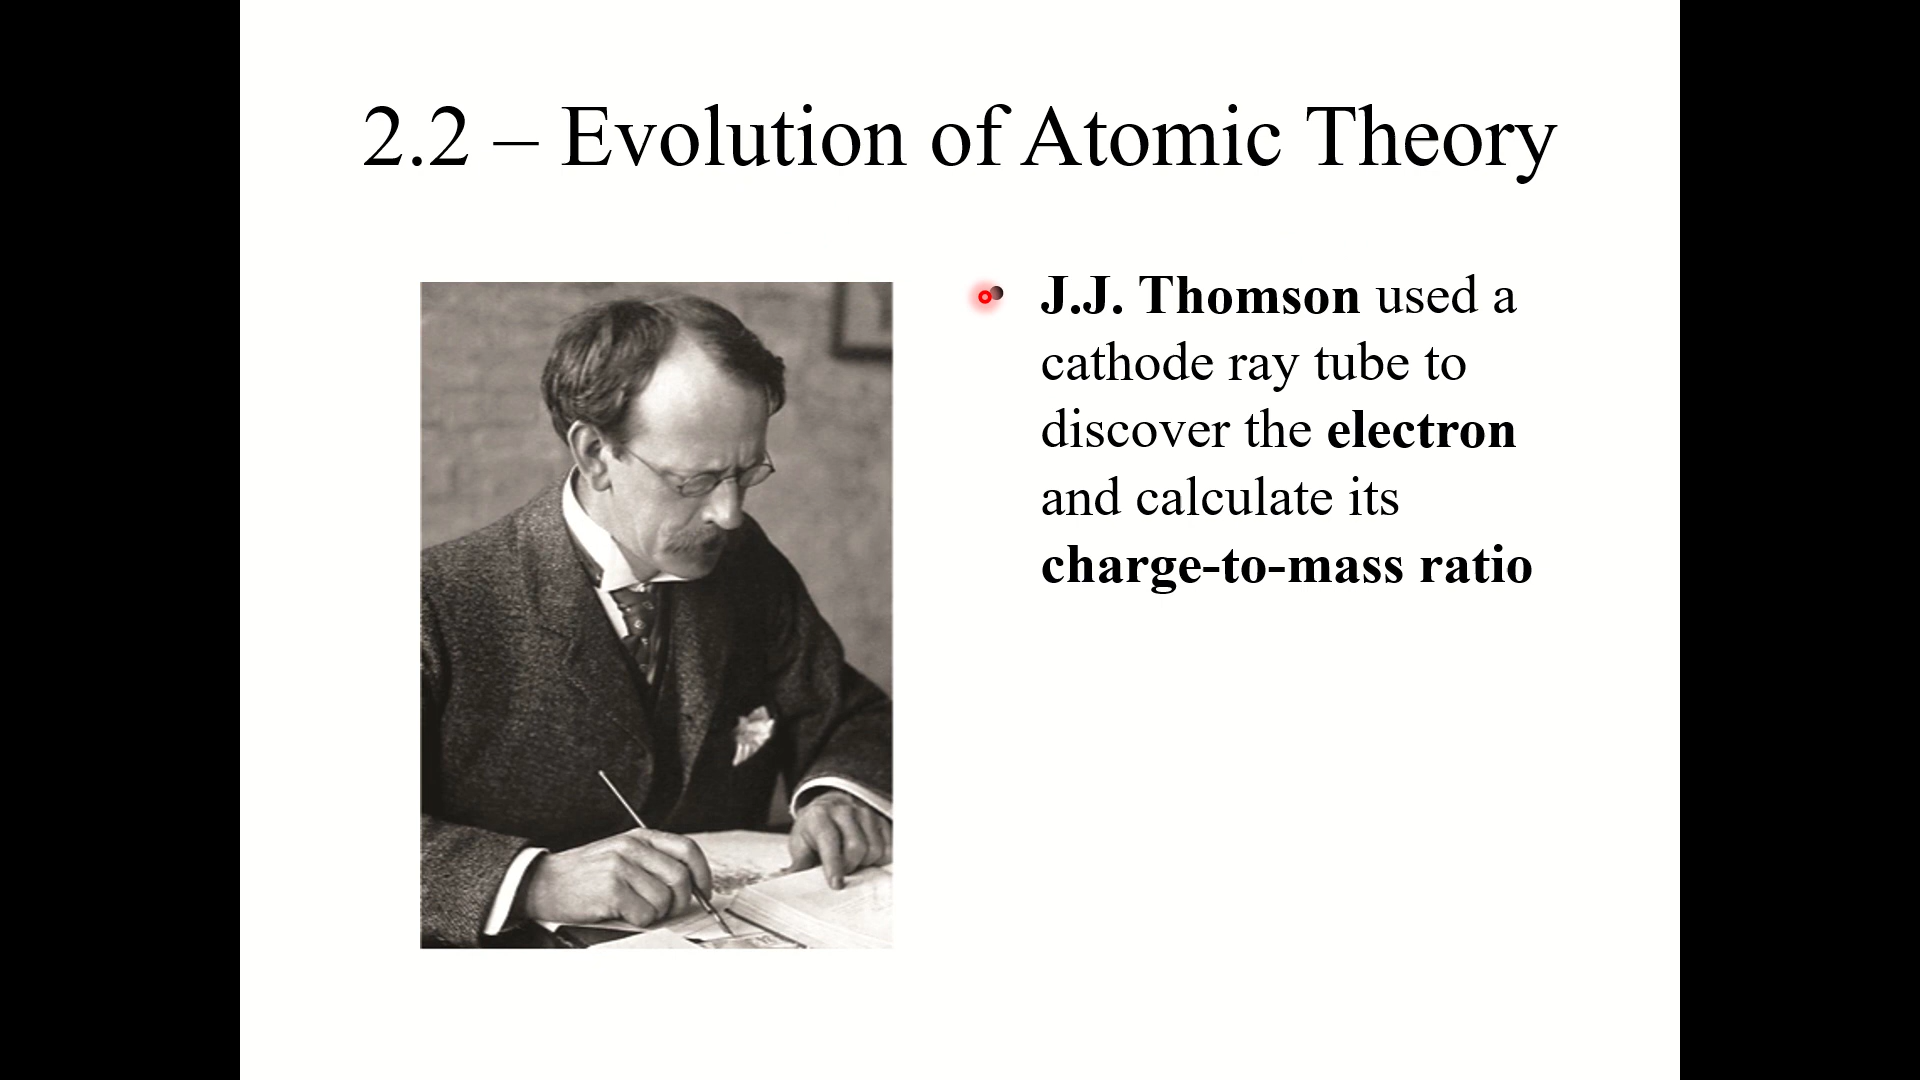 2.2 – Evolution of Atomic Theory
• J.J. Thomson used a
cathode ray tube to
discover the electron
and calculate its
charge-to-mass ratio